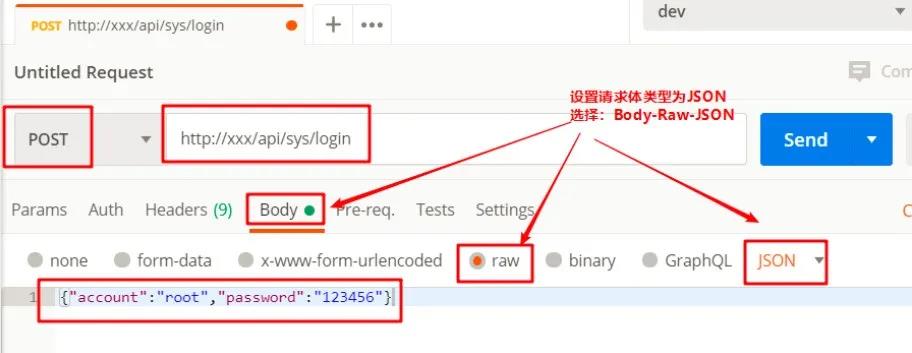 POST http://xxx/api/sys/login
+
•••
dev
Untitled Request
Com
设置请求体类型为JSON
选择：Body-Raw-JSON
POST
http://xxx/api/sys/login
Send
Params Auth Headers (9) Body Pre-req. Tests Settings
none form-data x-www-form-urlencoded raw binary GraphQL JSON
1 {"account":"root","password":"123456"}